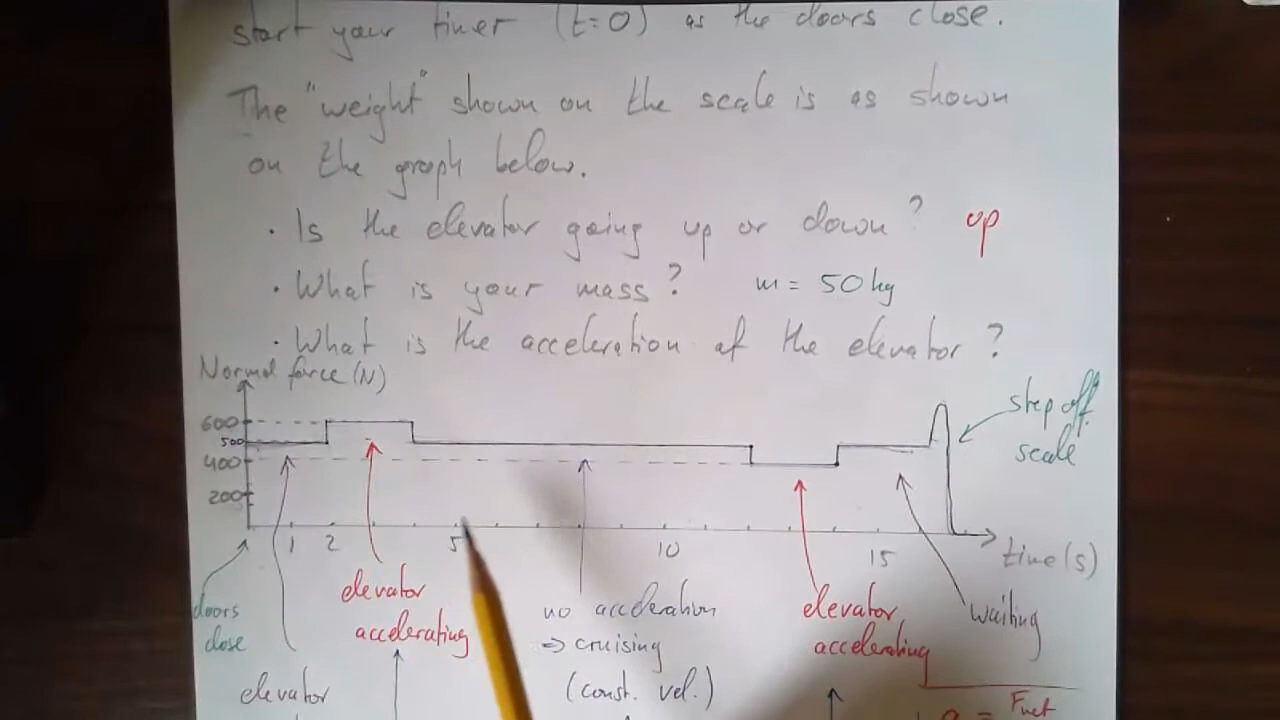 start your timer (t=0) as the doors close.
The "weight" shown on the scale is as shown
on the graph below.
· Is the elevator going up or down? up
· What is your mass? m = 50 kg
· What is the acceleration of the elevator?
Normal force (N)
600
500
400
200
1 2 5 10 15
time (s)
step off
scale
doors
close
elevator
accelerating
no acceleration
⇒ cruising
(const. vel.)
elevator
accelerating
waiting
elevator
a = Fnet